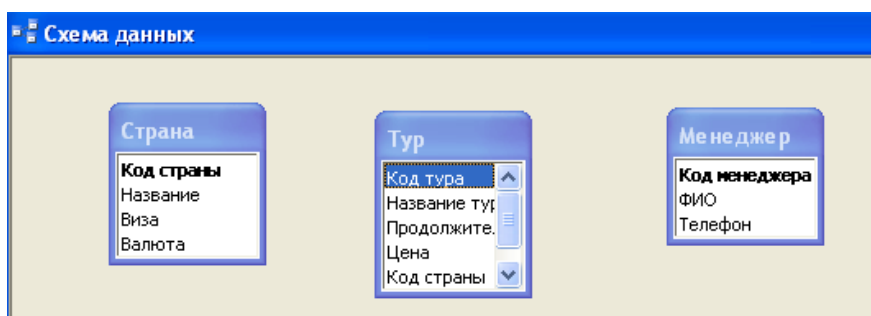 Схема данных
Страна
Код страны
Название
Виза
Валюта
Тур
Код тура
Название тур
Продолжите.
Цена
Код страны
Менеджер
Код менеджера
ФИО
Телефон